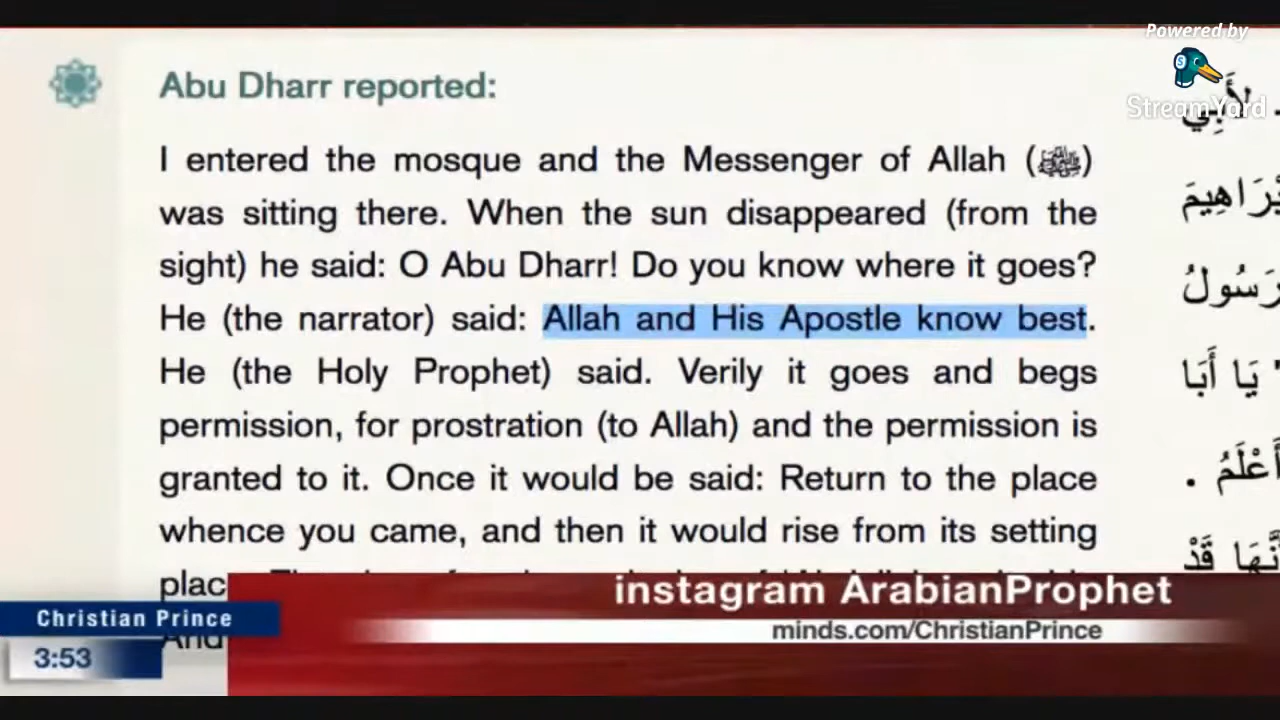 Powered by
StreamYard
Abu Dharr reported:
I entered the mosque and the Messenger of Allah (ﷺ)
was sitting there. When the sun disappeared (from the
sight) he said: O Abu Dharr! Do you know where it goes?
He (the narrator) said: Allah and His Apostle know best.
He (the Holy Prophet) said. Verily it goes and begs
permission, for prostration (to Allah) and the permission is
granted to it. Once it would be said: Return to the place
whence you came, and then it would rise from its setting
plac
And
لأَبِي
رَسُولُ
يَا أَبَا
أَعْلَمُ .
قَدْ
instagram ArabianProphet
minds.com/ChristianPrince
Christian Prince
3:53